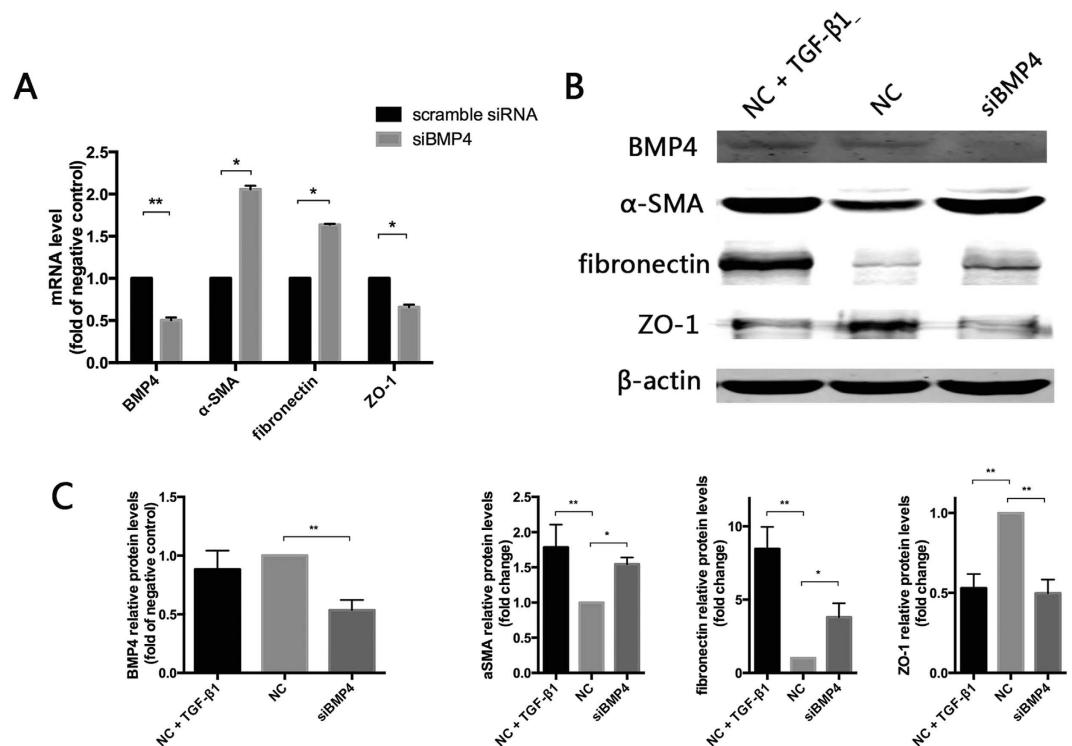 A
scramble siRNA
siBMP4
mRNA level
(fold of negative control)
2.5
2.0
1.5
1.0
0.5
0.0
**
*
*
*
BMP4
α-SMA
fibronectin
ZO-1
B
NC + TGF-β1_
NC
siBMP4
BMP4
α-SMA
fibronectin
ZO-1
β-actin
C
BMP4 relative protein levels
(fold of negative control)
1.5
1.0
0.5
0.0
**
NC + TGF-β1
NC
siBMP4
aSMA relative protein levels
(fold change)
2.5
2.0
1.5
1.0
0.5
0.0
**
*
NC + TGF-β1
NC
siBMP4
fibronectin relative protein levels
(fold change)
10
5
0
**
*
NC + TGF-β1
NC
siBMP4
ZO-1 relative protein levels
(fold change)
1.0
0.5
0.0
**
**
NC + TGF-β1
NC
siBMP4